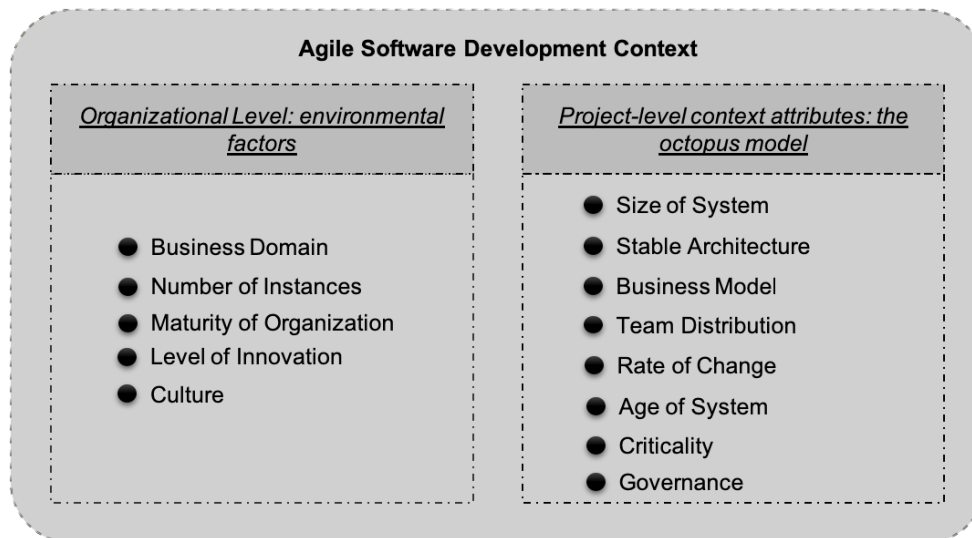 Agile Software Development Context
Organizational Level: environmental
factors
Business Domain
Number of Instances
Maturity of Organization
Level of Innovation
Culture
Project-level context attributes: the
octopus model
Size of System
Stable Architecture
Business Model
Team Distribution
Rate of Change
Age of System
Criticality
Governance